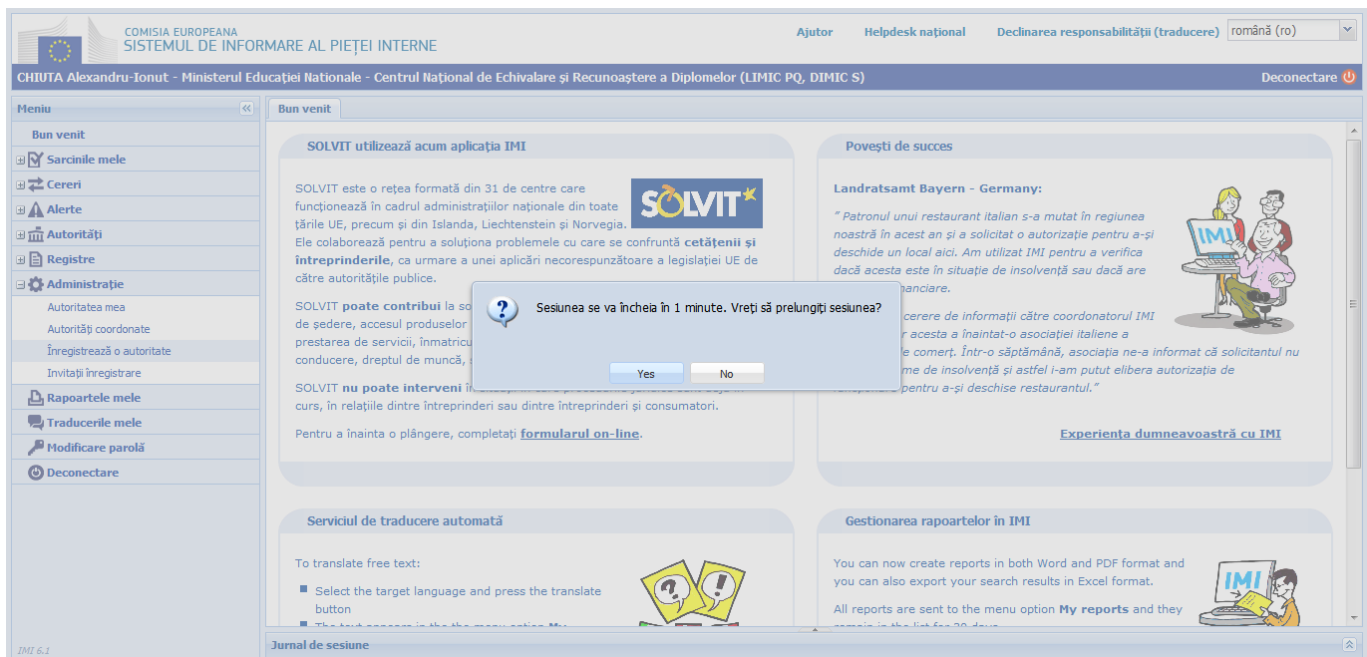 COMISIA EUROPEANA
SISTEMUL DE INFORMARE AL PIEȚEI INTERNE
Ajutor
Helpdesk național
Declinarea responsabilității (traducere)
română (ro)
CHIUTA Alexandru-Ionut - Ministerul Educației Nationale - Centrul Național de Echivalare și Recunoaștere a Diplomelor (LIMIC PQ, DIMIC S)
Deconectare
Meniu
Bun venit
Sarcinile mele
Cereri
Alerte
Autorități
Registre
Administrație
Autoritatea mea
Autorități coordonate
Înregistrează o autoritate
Invitații înregistrare
Rapoartele mele
Traducerile mele
Modificare parolă
Deconectare
IMI 6.1
Bun venit
SOLVIT utilizează acum aplicația IMI
SOLVIT este o rețea formată din 31 de centre care
funcționează în cadrul administrațiilor naționale din toate
țările UE, precum și din Islanda, Liechtenstein și Norvegia.
SOLVIT
Ele colaborează pentru a soluționa problemele cu care se confruntă cetățenii și
întreprinderile, ca urmare a unei aplicări necorespunzătoare a legislației UE de
către autoritățile publice.
SOLVIT poate contribui la
de ședere, accesul produselor
prestarea de servicii,
conducere, dreptul de muncă,
SOLVIT nu poate interveni
curs, în relațiile dintre întreprinderi sau dintre întreprinderi și consumatori.
Pentru a înainta o plângere, completați formularul on-line.
Povești de succes
Landratsamt Bayern - Germany:
" Patronul unui restaurant italian s-a mutat în regiunea
noastră în acest an și a solicitat o autorizație pentru a-și
deschide un local aici. Am utilizat IMI pentru a verifica
dacă acesta este în situație de insolvență sau dacă are
IMI
cerere de informații către coordonatorul IMI
acesta a înaintat-o asociației italiene a
comerț. Într-o săptămână, asociația ne-a informat că solicitantul nu
de insolvență și astfel i-am putut elibera autorizația de
pentru a-și deschise restaurantul."
Experiența dumneavoastră cu IMI
Sesiunea se va încheia în 1 minute. Vreți să prelungiți sesiunea?
Yes
No
Serviciul de traducere automată
To translate free text:
Select the target language and press the translate
button
Gestionarea rapoartelor în IMI
You can now create reports in both Word and PDF format and
you can also export your search results in Excel format.
All reports are sent to the menu option My reports and they
IMI
Jurnal de sesiune